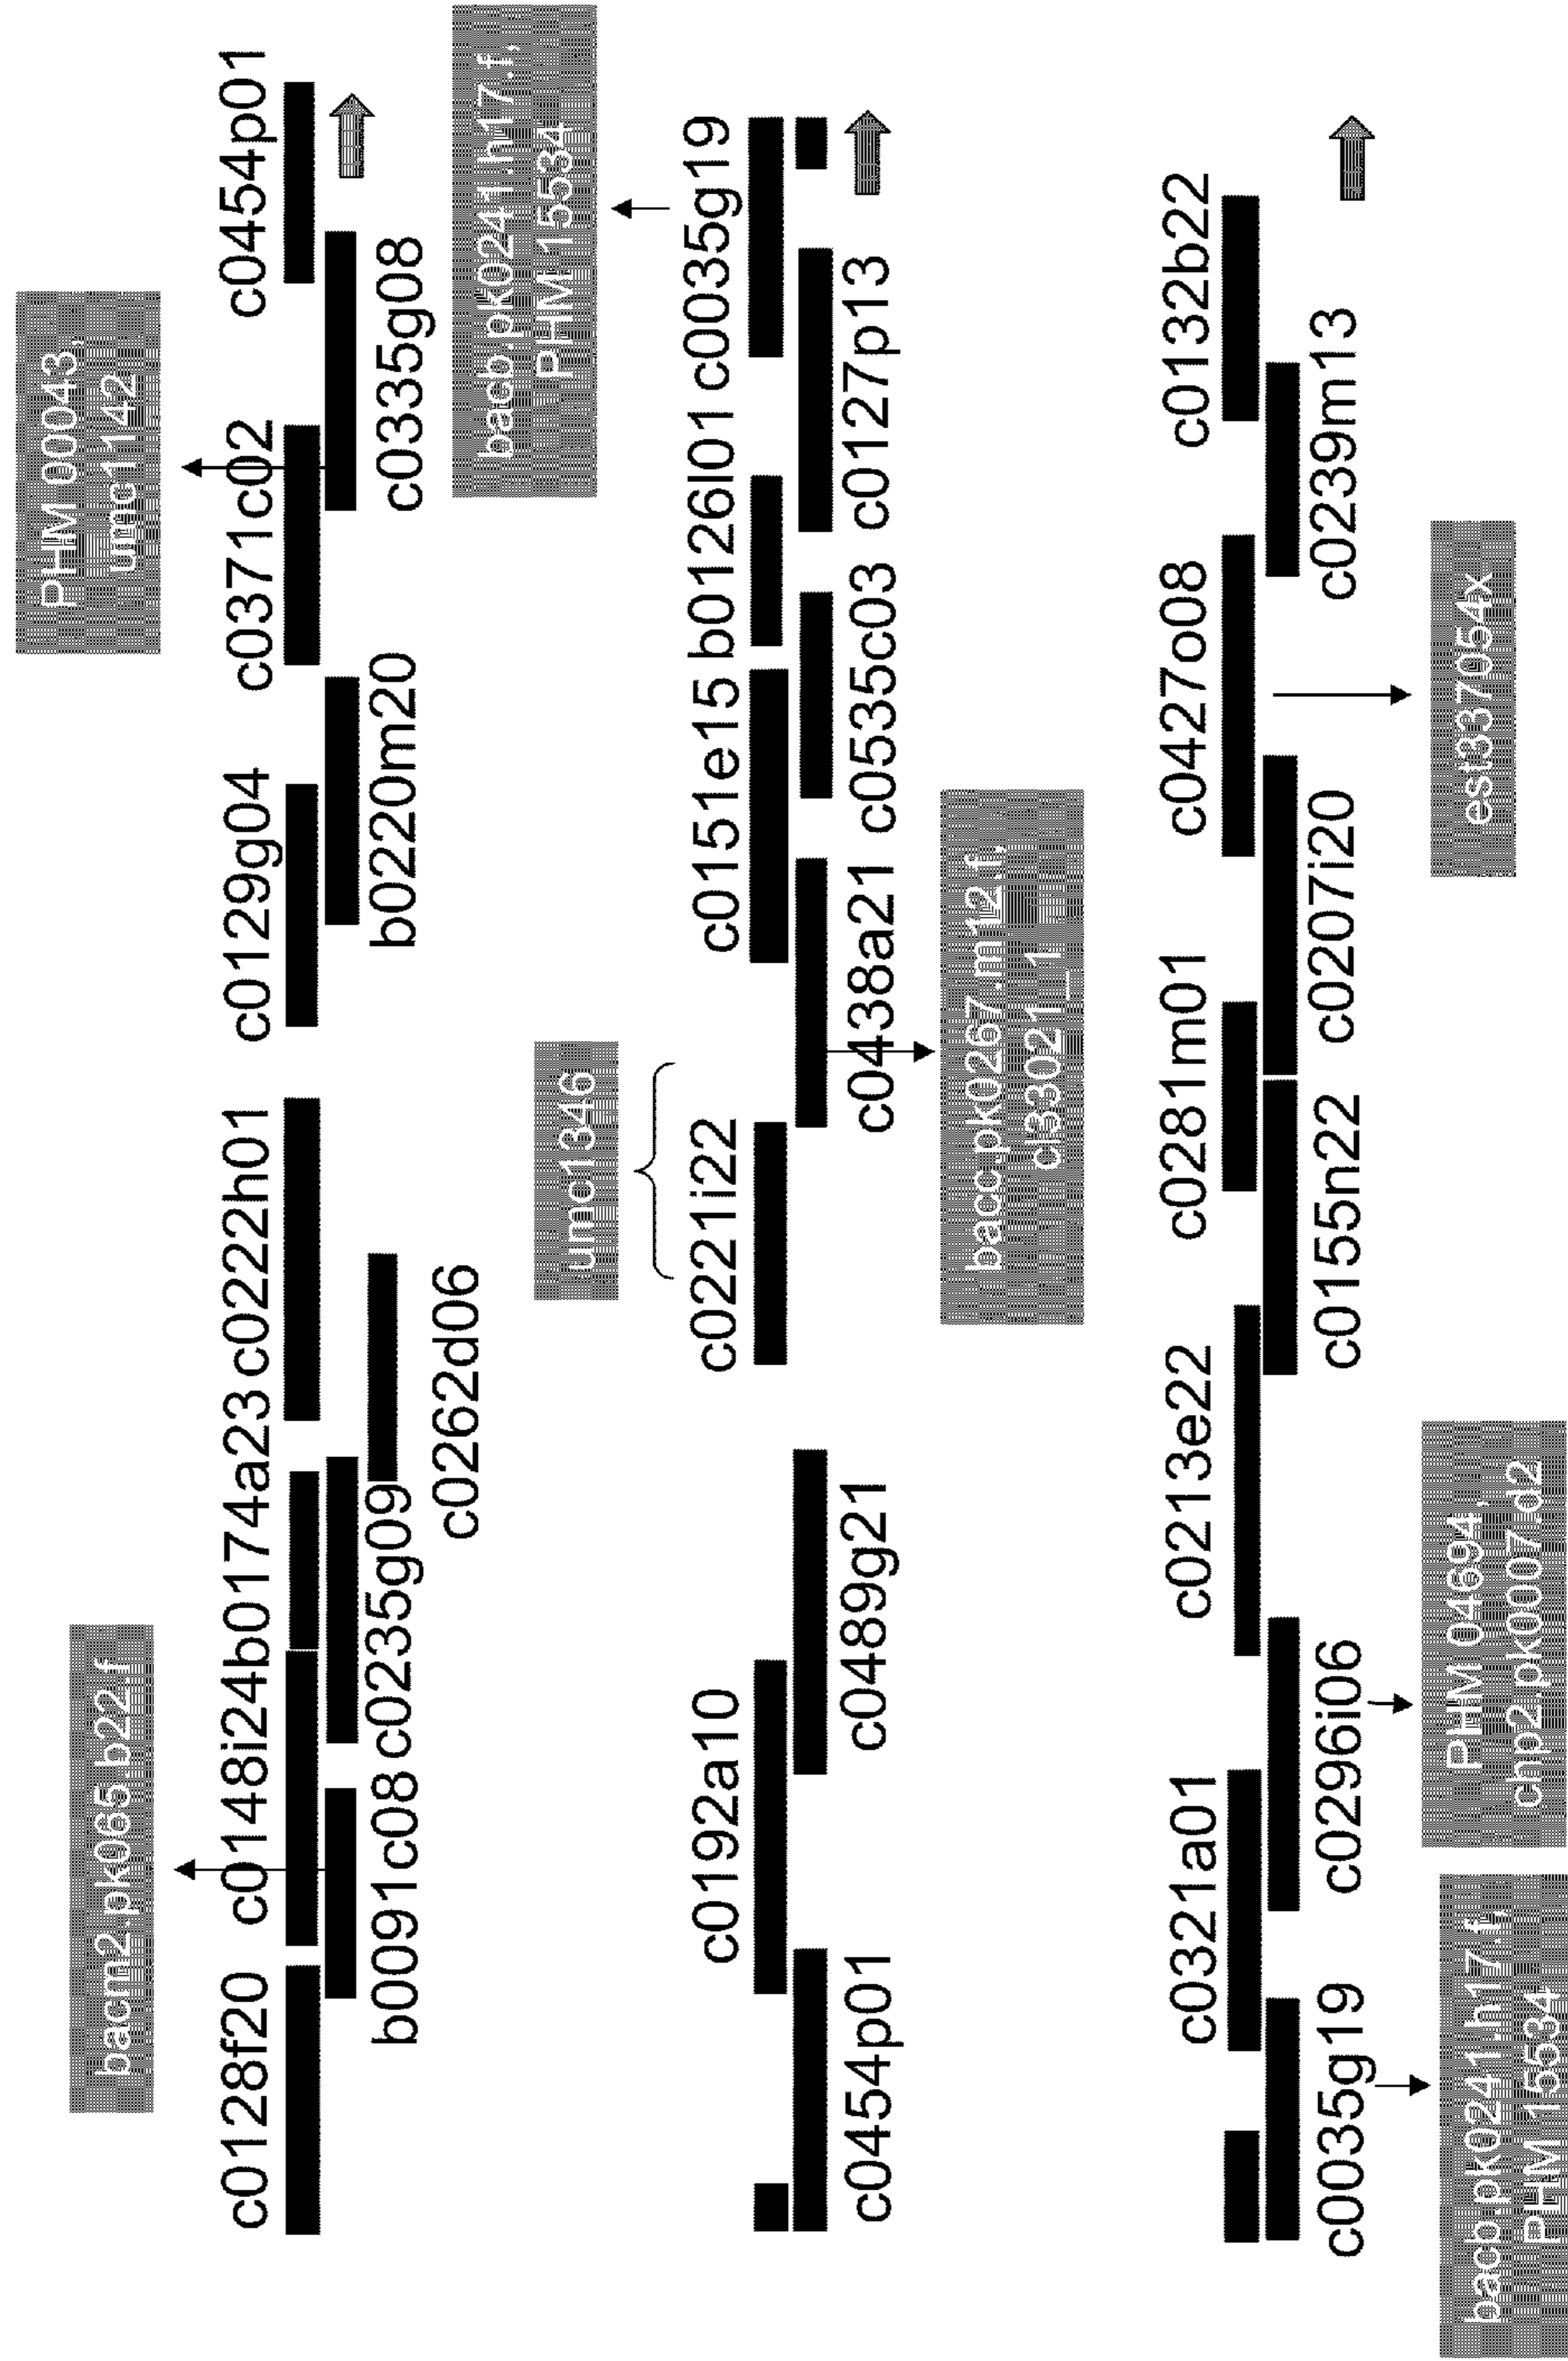 bacm2.pk065.b22.f
PHM 00043,
umc1142
c0128f20
c0148i24
b0174a23
c0222h01
c0129g04
c0371c02
c0454p01
b0091c08
c0235g09
c0262d06
b0220m20
c0335g08
umc1346
bacb.pk0241.h17.f,
PHM 15534
c0192a10
c0221i22
c0151e15
b0126l01
c0035g19
c0454p01
c0489g21
c0438a21
c0535c03
c0127p13
bacc.pk0267.m12.f,
cl33021_1
c0321a01
c0213e22
c0281m01
c0427o08
c0132b22
c0035g19
c0296i06
c0155n22
c0207i20
c0239m13
bacb.pk0241.h17.f,
PHM 15534
PHM 04694,
chp2.pk0007.d2
est337054x